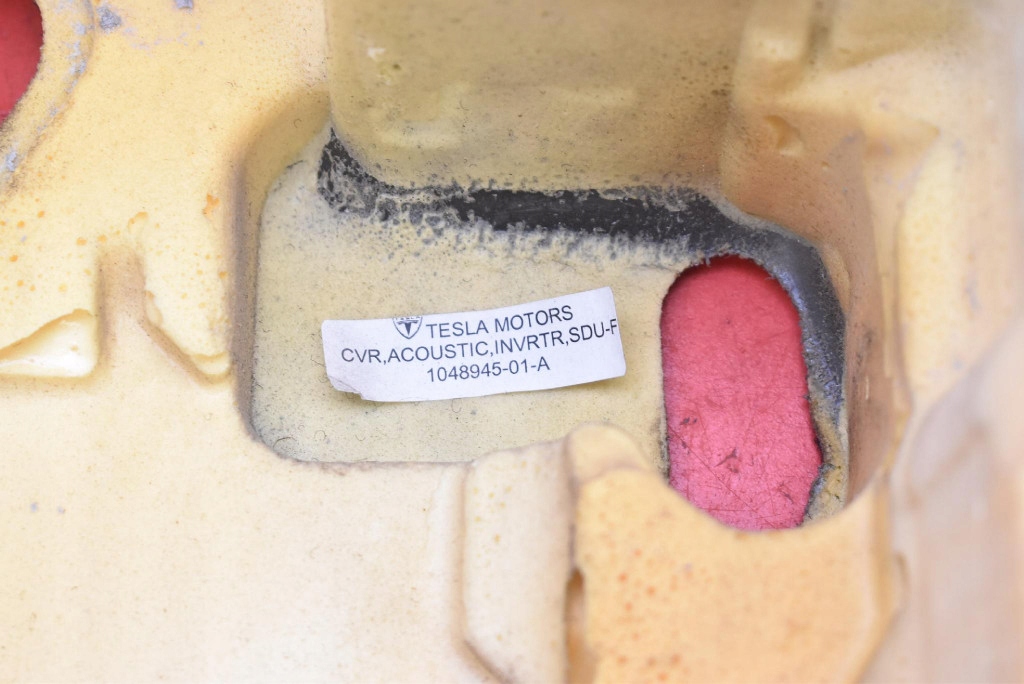 TESLA MOTORS
CVR,ACOUSTIC,INVRTR,SDU-F
1048945-01-A